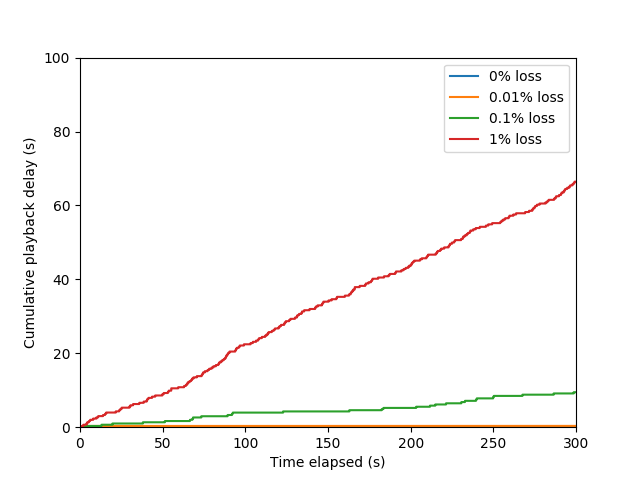 100
80
60
40
20
0
0 50 100 150 200 250 300
Cumulative playback delay (s)
Time elapsed (s)
0% loss
0.01% loss
0.1% loss
1% loss